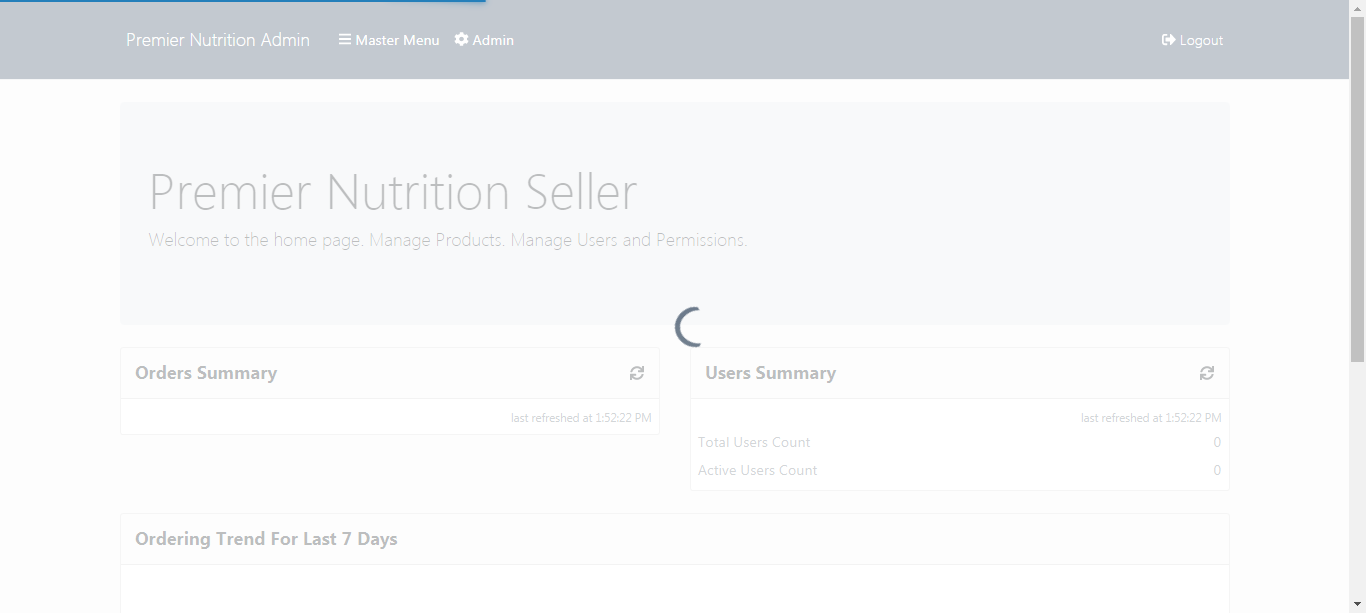 Premier Nutrition Admin Master Menu Admin Logout
Premier Nutrition Seller
Welcome to the home page. Manage Products. Manage Users and Permissions.
Orders Summary
last refreshed at 1:52:22 PM
Users Summary
last refreshed at 1:52:22 PM
Total Users Count 0
Active Users Count 0
Ordering Trend For Last 7 Days